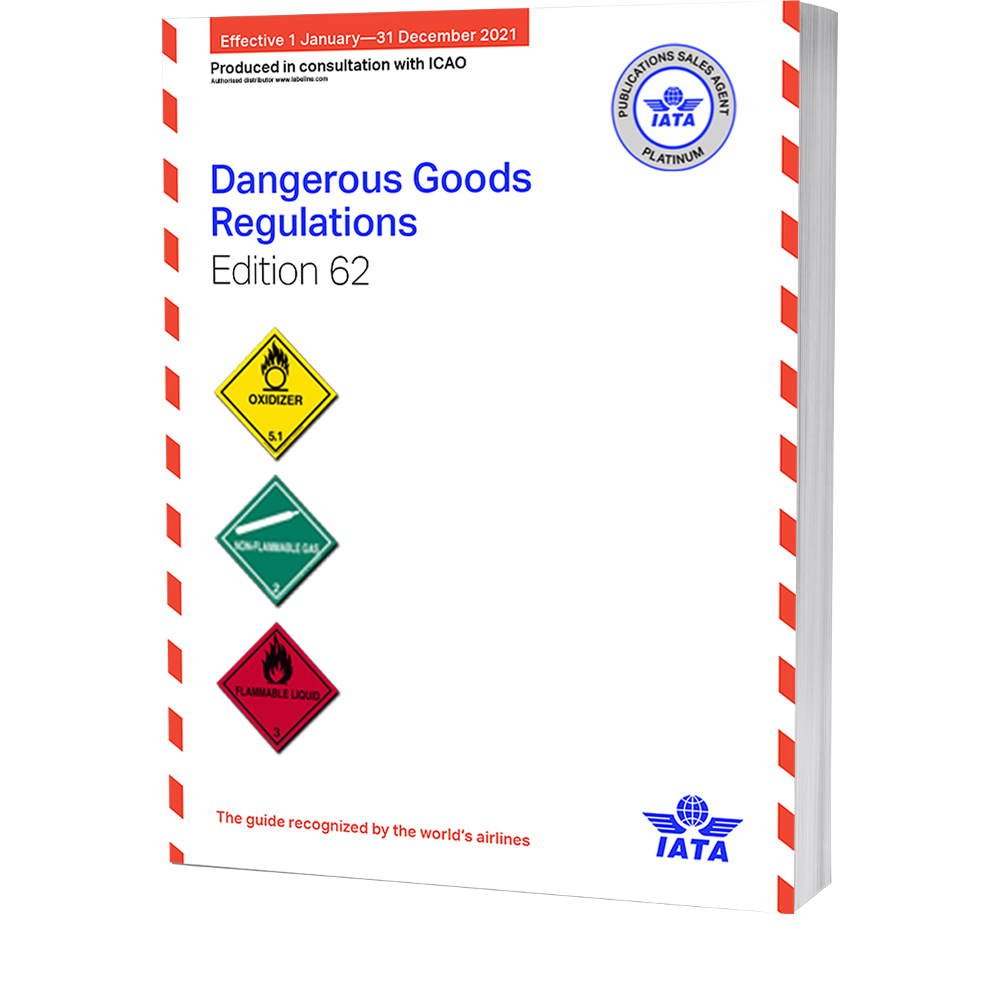 Effective 1 January—31 December 2021
Produced in consultation with ICAO
Authorised distributor www.labeline.com
PUBLICATIONS SALES AGENT
IATA
PLATINUM
Dangerous Goods
Regulations
Edition 62
OXIDIZER
5.1
NON-FLAMMABLE GAS
2
FLAMMABLE LIQUID
3
The guide recognized by the world's airlines
IATA